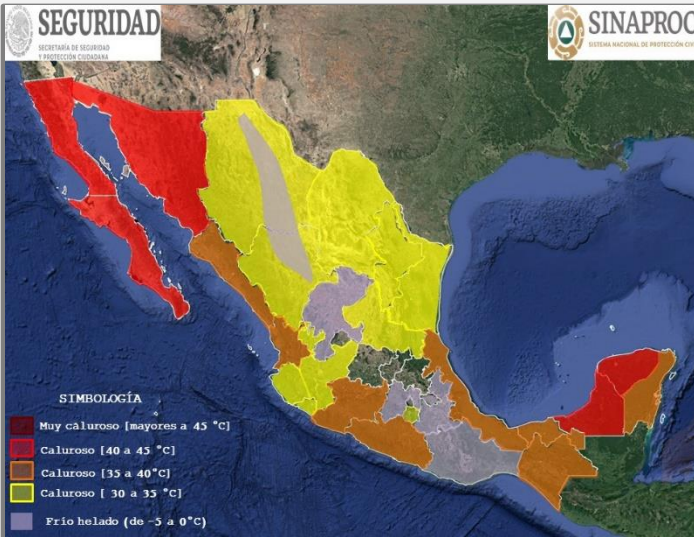 SEGURIDAD
SECRETARÍA DE SEGURIDAD
Y PROTECCIÓN CIUDADANA
SINAPROC
SISTEMA NACIONAL DE PROTECCIÓN CIV
SIMBOLOGÍA
Muy caluroso [mayores a 45 °C]
Caluroso [40 a 45 °C]
Caluroso [35 a 40°C]
Caluroso [ 30 a 35 °C]
Frío helado (de -5 a 0°C)